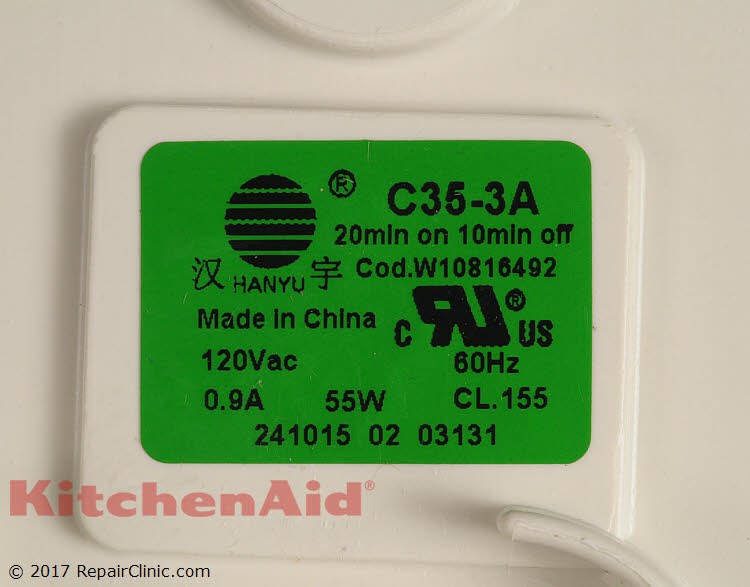 ® C35-3A
20min on 10min off
汉 HANYU 宇 Cod.W10816492
Made in China C UR® US
120Vac 60Hz
0.9A 55W CL.155
241015 02 03131
KitchenAid®
© 2017 RepairClinic.com